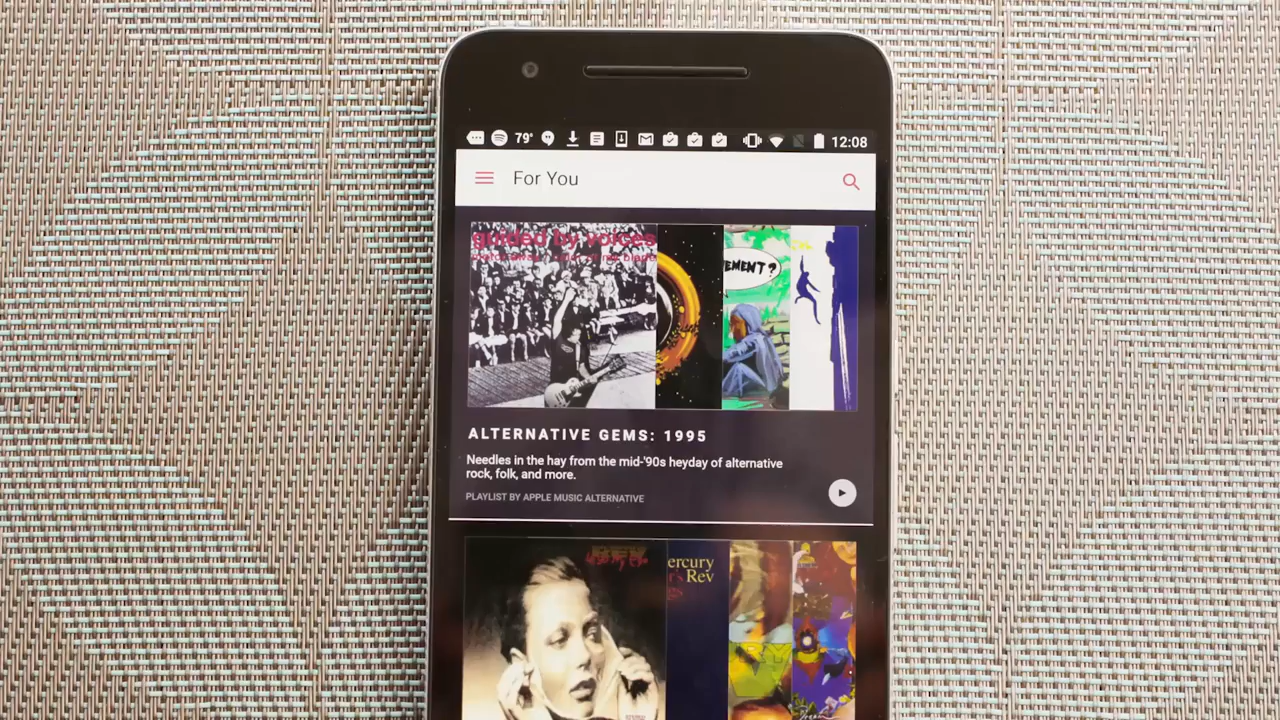 79°
12:08
For You
guided by voices
VEMENT?
ALTERNATIVE GEMS: 1995
Needles in the hay from the mid-'90s heyday of alternative
rock, folk, and more.
PLAYLIST BY APPLE MUSIC ALTERNATIVE
ercury
Rev